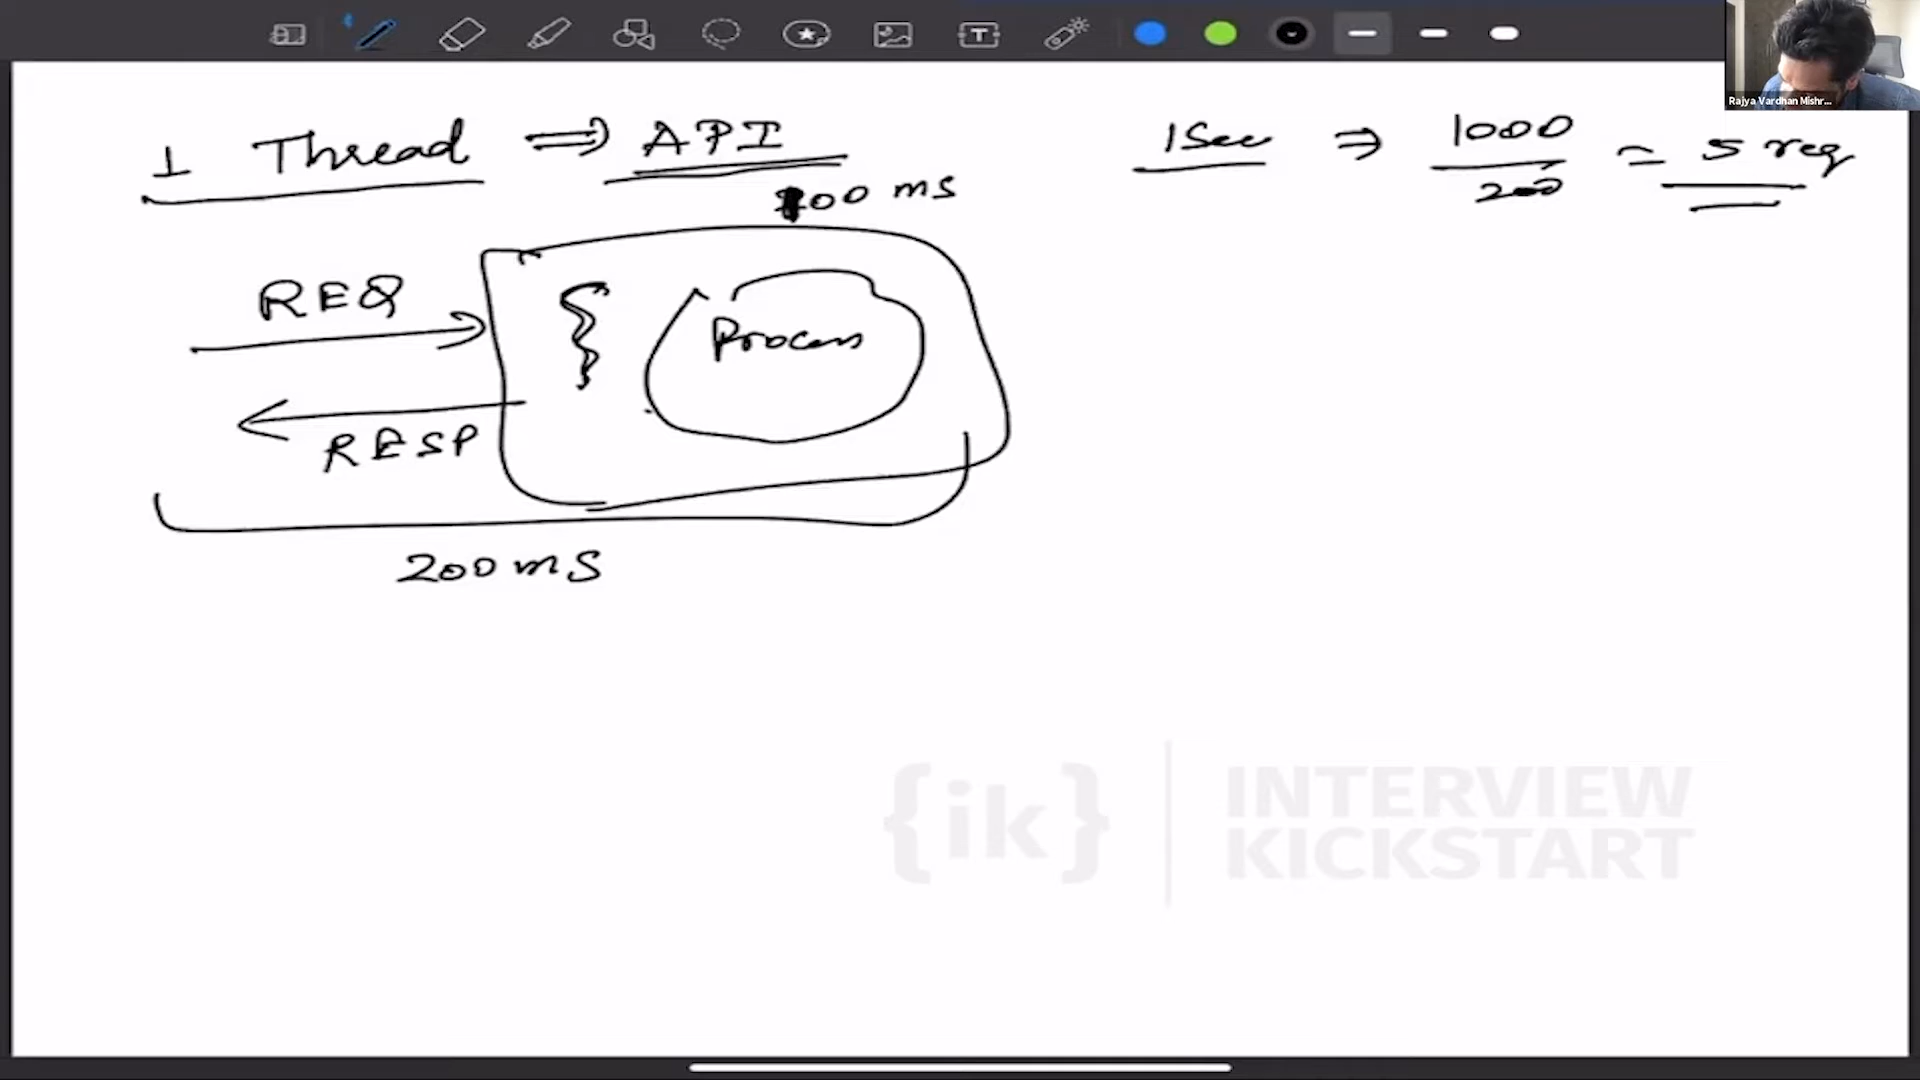 1 Thread ⇒ API
100 ms
1 Sec ⇒ 1000 / 200 = 5 req
REQ
Process
RESP
200 ms
{ik} INTERVIEW
KICKSTART
T
Rajya Vardhan Mishr...